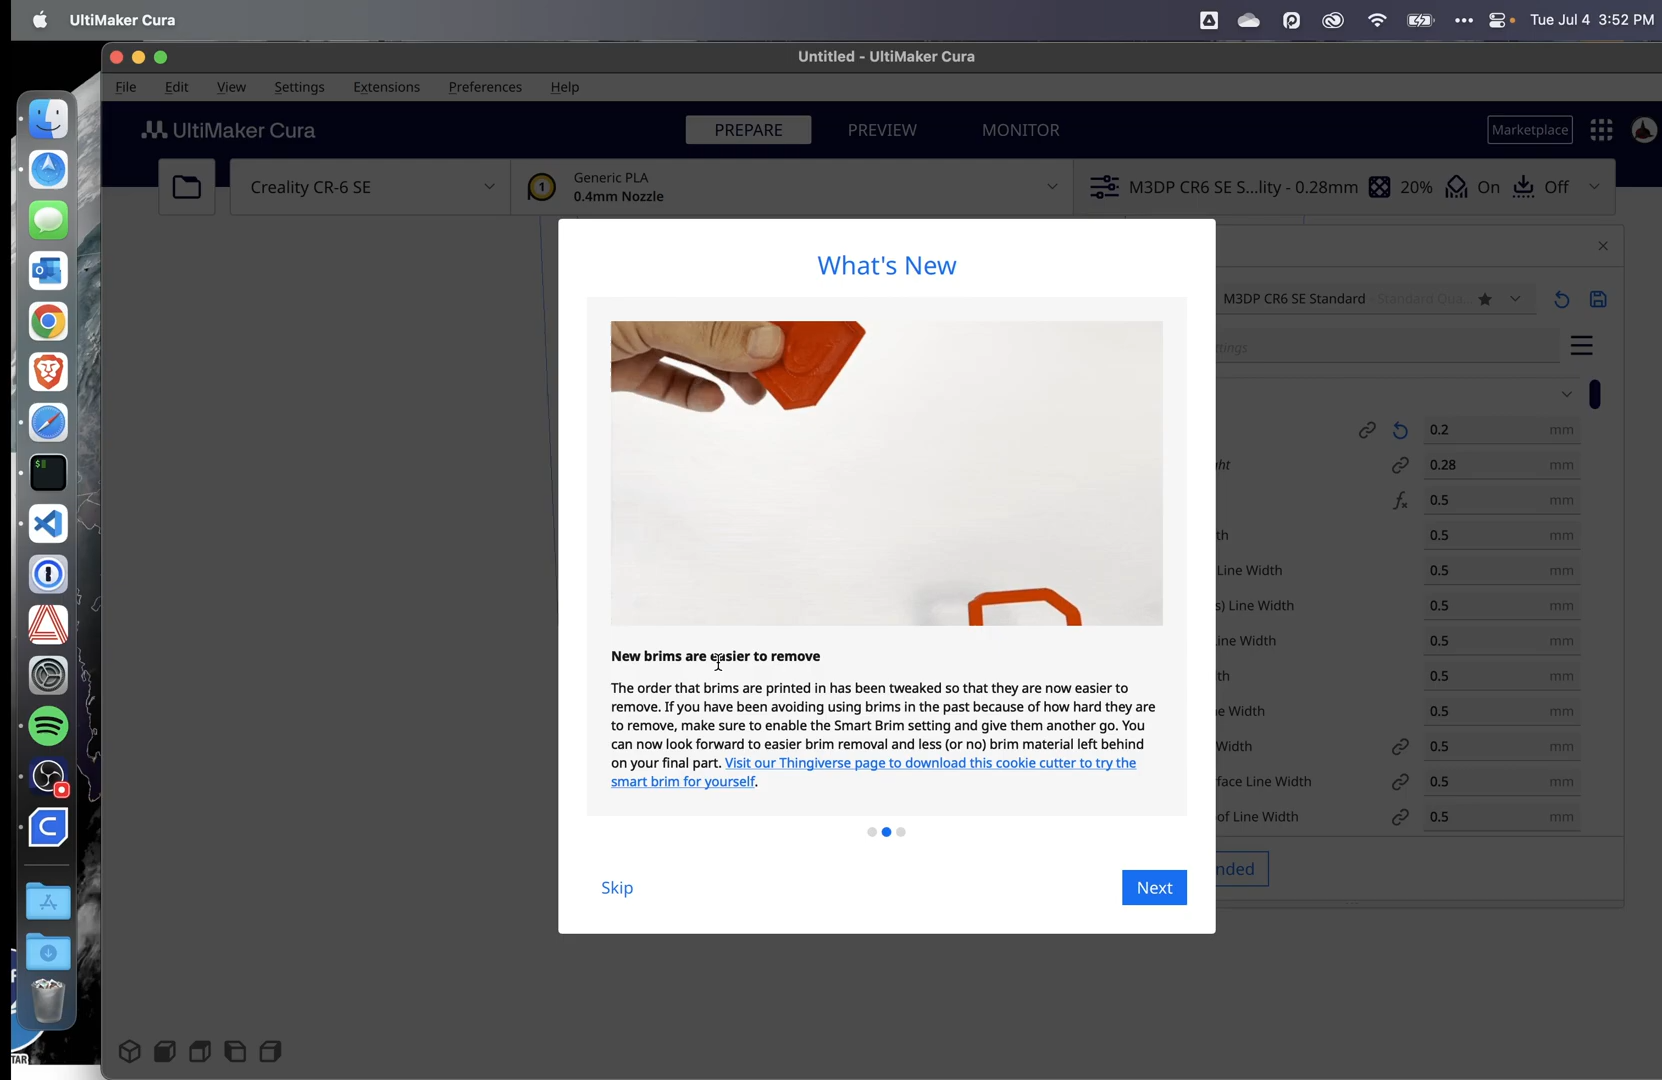 UltiMaker Cura
Tue Jul 4 3:52 PM
Untitled - UltiMaker Cura
File Edit View Settings Extensions Preferences Help
UltiMaker Cura
PREPARE PREVIEW MONITOR
Marketplace
Creality CR-6 SE
1
Generic PLA
0.4mm Nozzle
M3DP CR6 SE S...lity - 0.28mm 20% On Off
What's New
M3DP CR6 SE Standard - Standard Qua...
ttings
0.2 mm
ght 0.28 mm
0.5 mm
th 0.5 mm
Line Width 0.5 mm
s) Line Width 0.5 mm
ine Width 0.5 mm
th 0.5 mm
e Width 0.5 mm
Width 0.5 mm
face Line Width 0.5 mm
of Line Width 0.5 mm
nded
New brims are easier to remove
The order that brims are printed in has been tweaked so that they are now easier to
remove. If you have been avoiding using brims in the past because of how hard they are
to remove, make sure to enable the Smart Brim setting and give them another go. You
can now look forward to easier brim removal and less (or no) brim material left behind
on your final part. Visit our Thingiverse page to download this cookie cutter to try the
smart brim for yourself.
Skip
Next
TAR